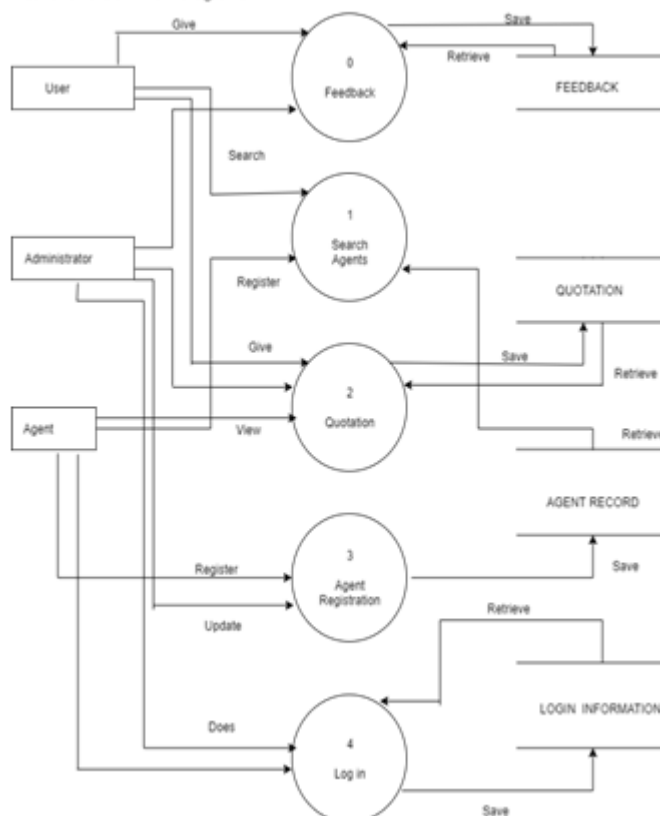 Give
Save
0
Feedback
Retrieve
FEEDBACK
User
Search
1
Search
Agents
Administrator
Register
QUOTATION
Give
Save
Retrieve
2
Quotation
Agent
View
Retrieve
AGENT RECORD
3
Agent
Registration
Register
Save
Update
Retrieve
LOGIN INFORMATION
Does
4
Log in
Save